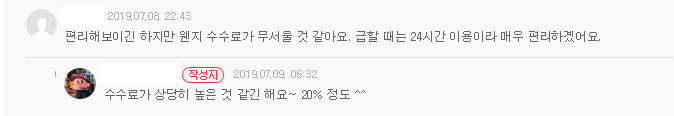 2019.07.08. 22:43
편리해보이긴 하지만 웬지 수수료가 무서울 것 같아요. 급할 때는 24시간 이용이라 매우 편리하겠어요.
작성자 2019.07.09. 06:32
수수료가 상당히 높은 것 같긴 해요~ 20% 정도 ^^